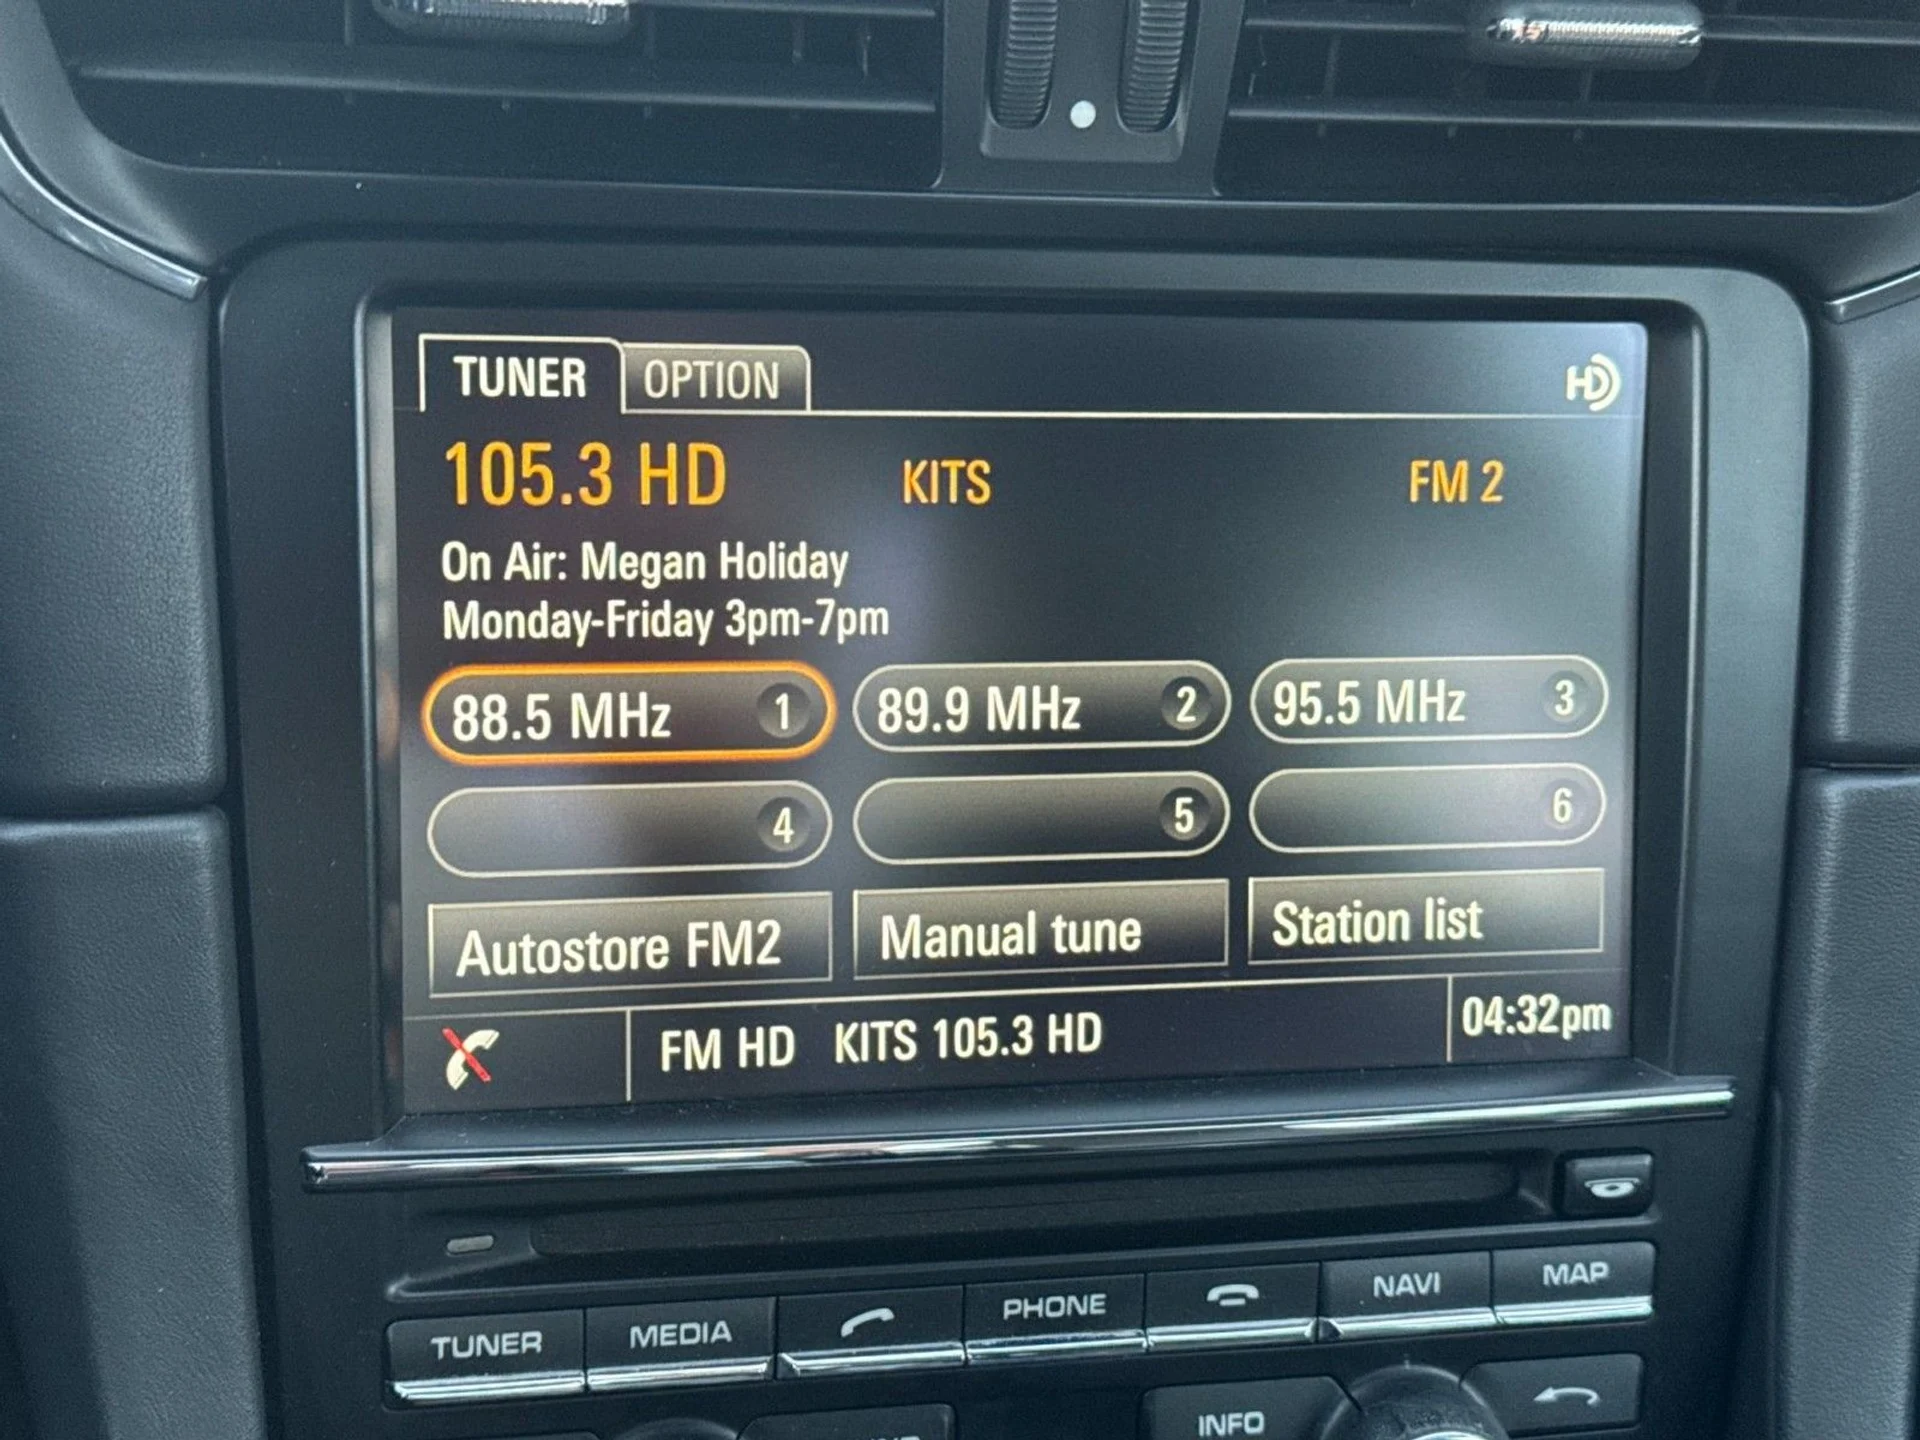 TUNER OPTION HD
105.3 HD KITS FM 2
On Air: Megan Holiday
Monday-Friday 3pm-7pm
88.5 MHz 1 89.9 MHz 2 95.5 MHz 3
4 5 6
Autostore FM2 Manual tune Station list
FM HD KITS 105.3 HD 04:32pm
TUNER MEDIA PHONE NAVI MAP
INFO